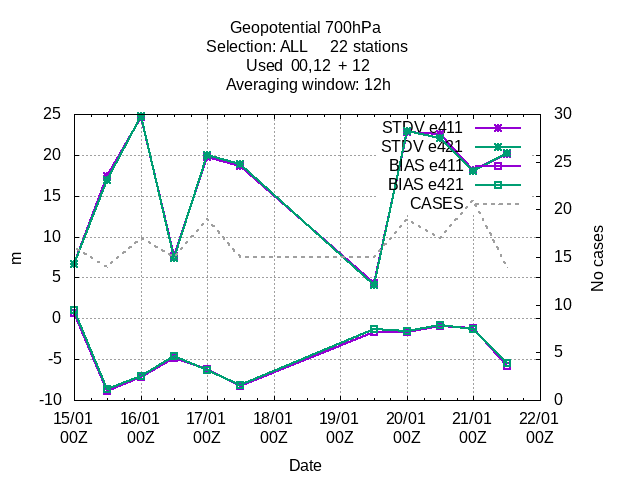 Geopotential 700hPa
Selection: ALL     22 stations
Used  00,12  + 12
Averaging window: 12h
STDV e411
STDV e421
BIAS e411
BIAS e421
CASES
25
20
15
10
5
0
-5
-10
m
30
25
20
15
10
5
0
No cases
15/01 16/01 17/01 18/01 19/01 20/01 21/01 22/01
00Z 00Z 00Z 00Z 00Z 00Z 00Z 00Z
Date